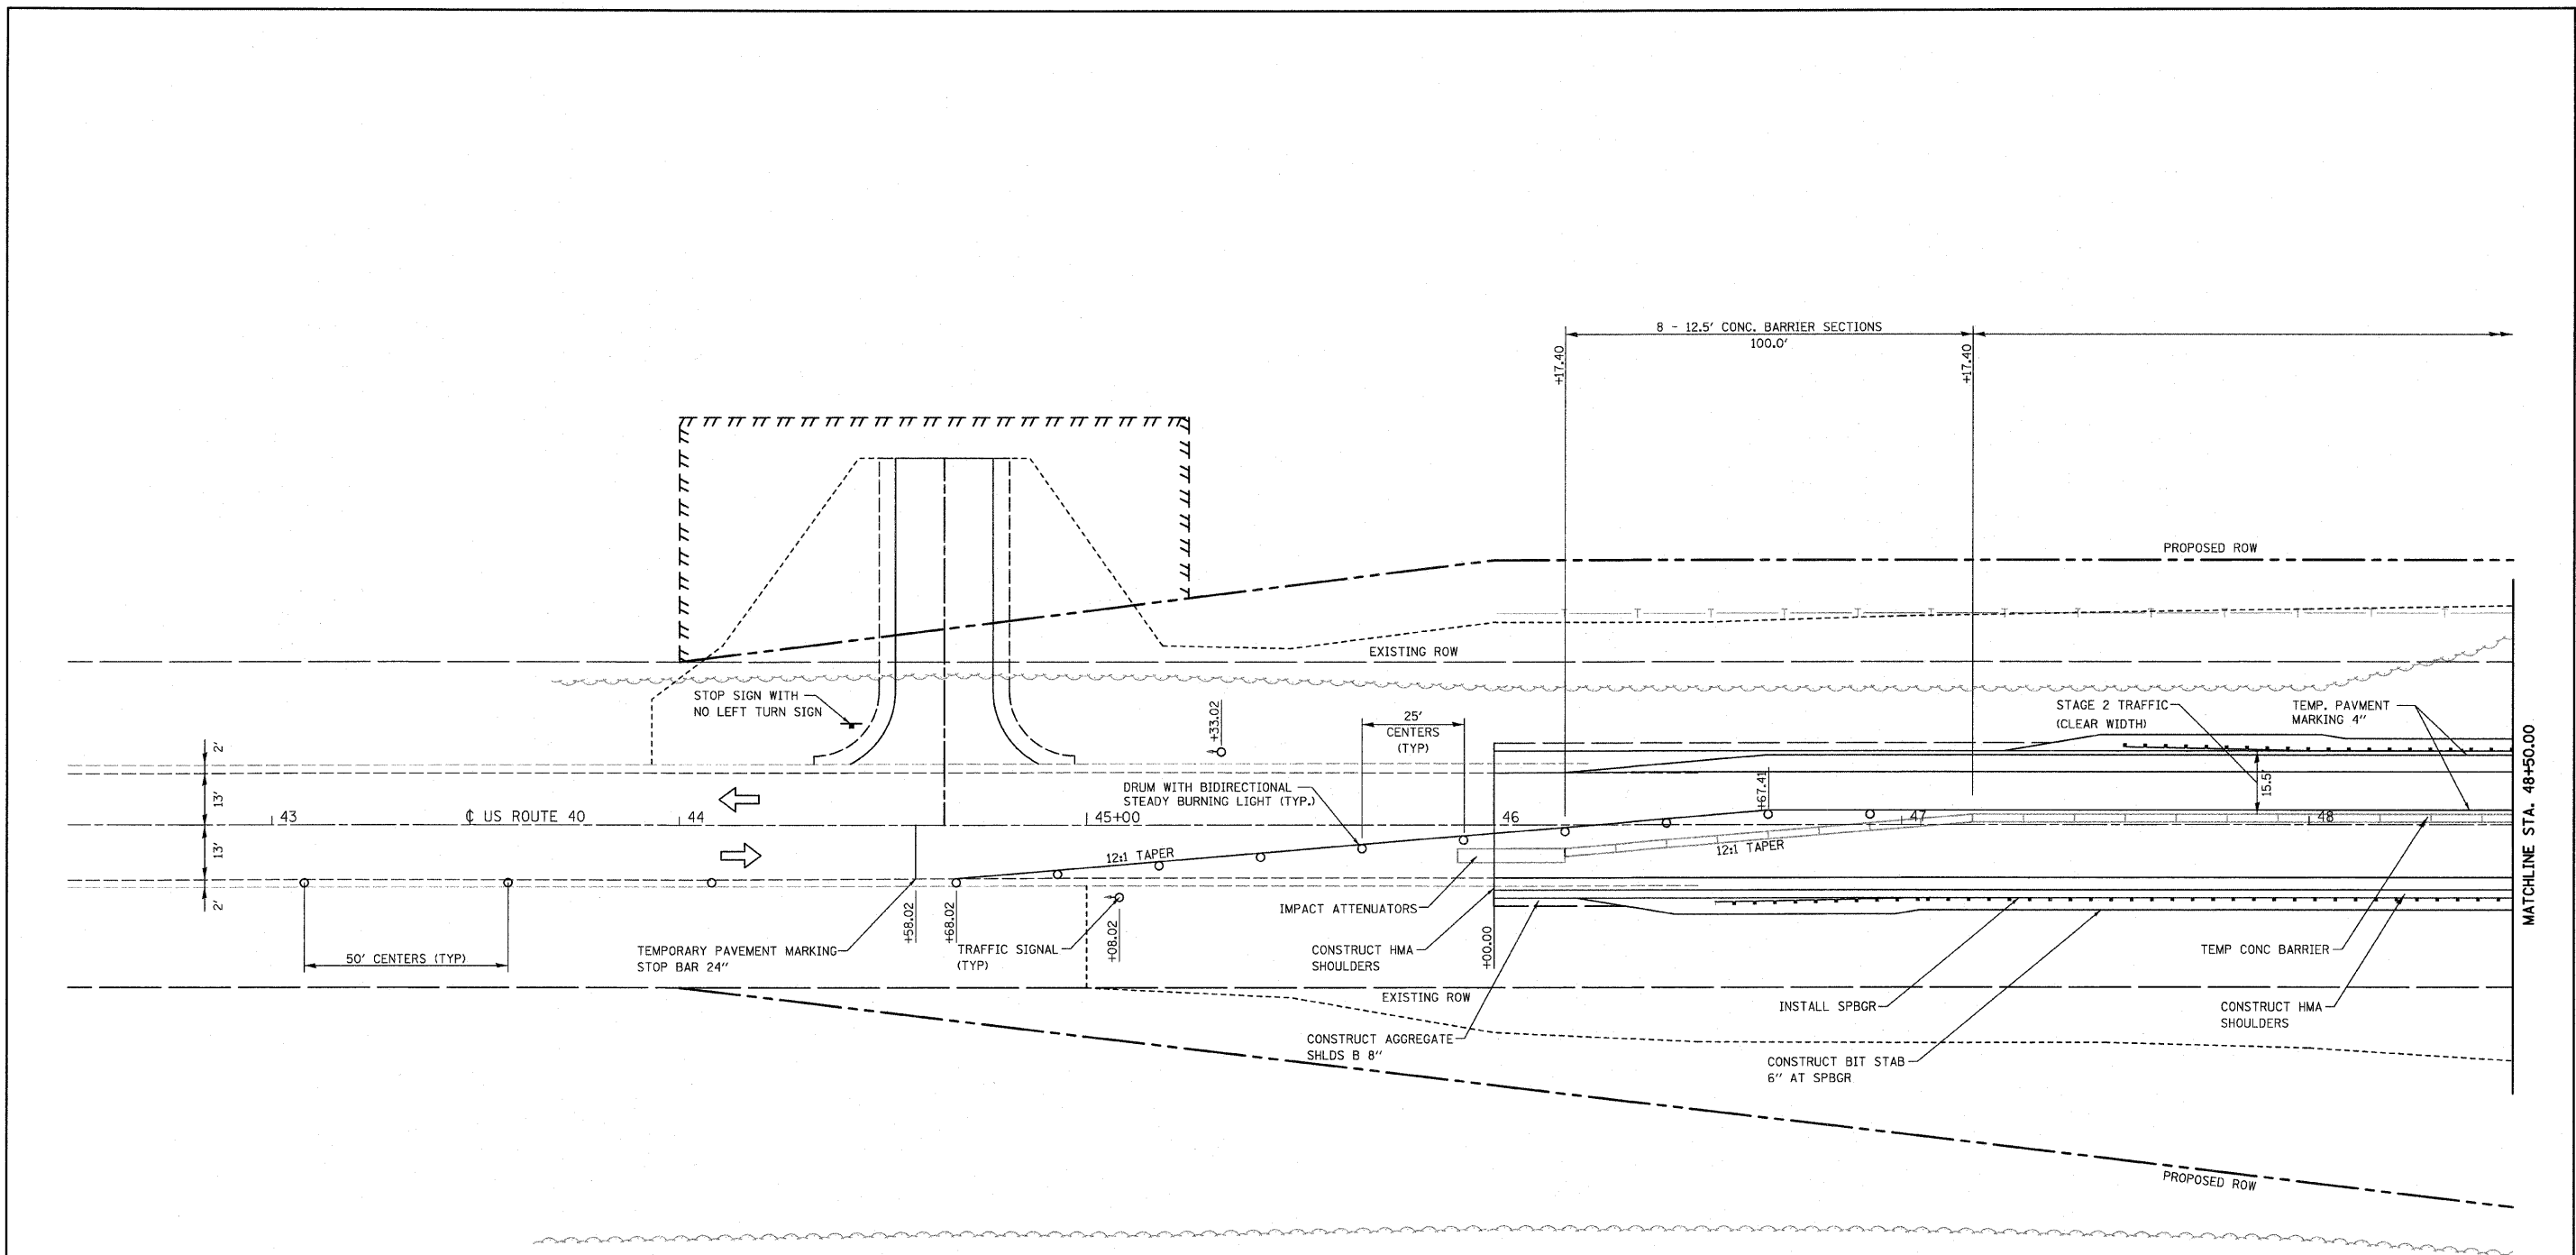 8 - 12.5' CONC. BARRIER SECTIONS
100.0'
+17.40
+17.40
PROPOSED ROW
EXISTING ROW
STOP SIGN WITH
NO LEFT TURN SIGN
+33.02
25'
CENTERS
(TYP)
STAGE 2 TRAFFIC
(CLEAR WIDTH)
TEMP. PAVMENT
MARKING 4"
MATCHLINE STA. 48+50.00
2'
13'
13'
2'
DRUM WITH BIDIRECTIONAL
STEADY BURNING LIGHT (TYP.)
+67.41
15.5'
43
℄ US ROUTE 40
44
45+00
46
47
48
12:1 TAPER
12:1 TAPER
IMPACT ATTENUATORS
50' CENTERS (TYP)
TEMPORARY PAVEMENT MARKING
STOP BAR 24"
+58.02
+68.02
TRAFFIC SIGNAL
(TYP)
+08.02
CONSTRUCT HMA
SHOULDERS
+00.00
TEMP CONC BARRIER
EXISTING ROW
INSTALL SPBGR
CONSTRUCT HMA
SHOULDERS
CONSTRUCT AGGREGATE
SHLDS B 8"
CONSTRUCT BIT STAB
6" AT SPBGR
PROPOSED ROW